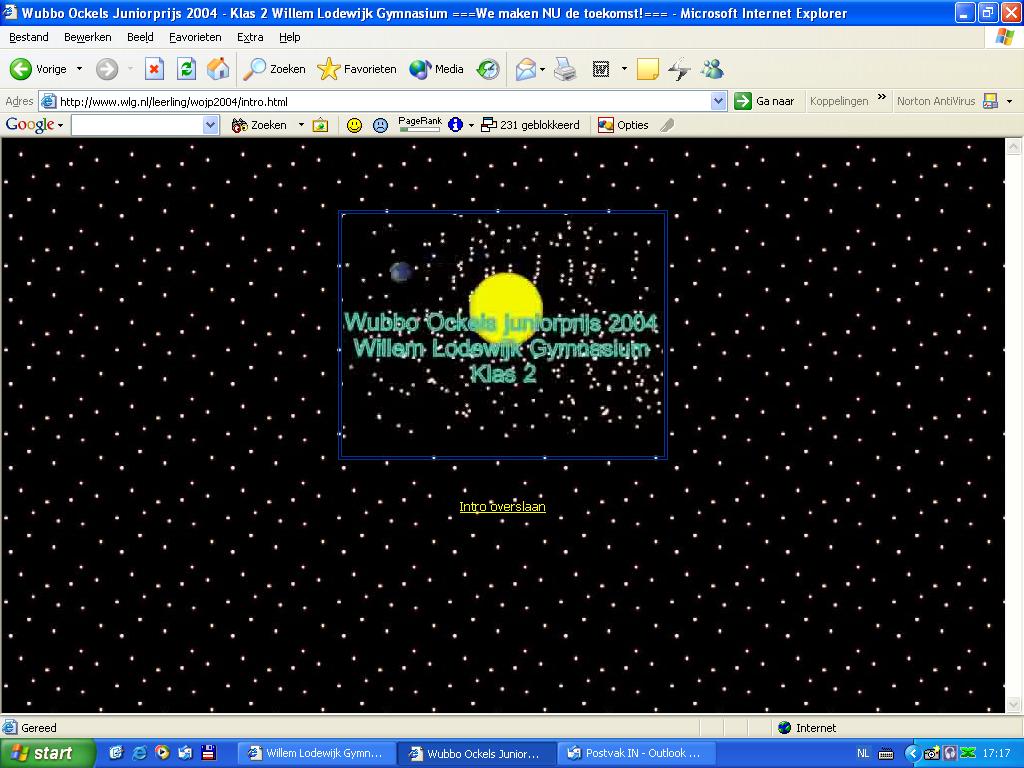 Wubbo Ockels Juniorprijs 2004 - Klas 2 Willem Lodewijk Gymnasium ===We maken NU de toekomst!=== - Microsoft Internet Explorer
Bestand Bewerken Beeld Favorieten Extra Help
Vorige Zoeken Favorieten Media
Adres http://www.wlg.nl/leerling/wojp2004/intro.html Ga naar Koppelingen » Norton AntiVirus
Google Zoeken PageRank 231 geblokkeerd Opties
Wubbo Ockels juniorprijs 2004
Willem Lodewijk Gymnasium
Klas 2
Intro overslaan
Gereed Internet
start Willem Lodewijk Gymn... Wubbo Ockels Junior... Postvak IN - Outlook ... NL 17:17